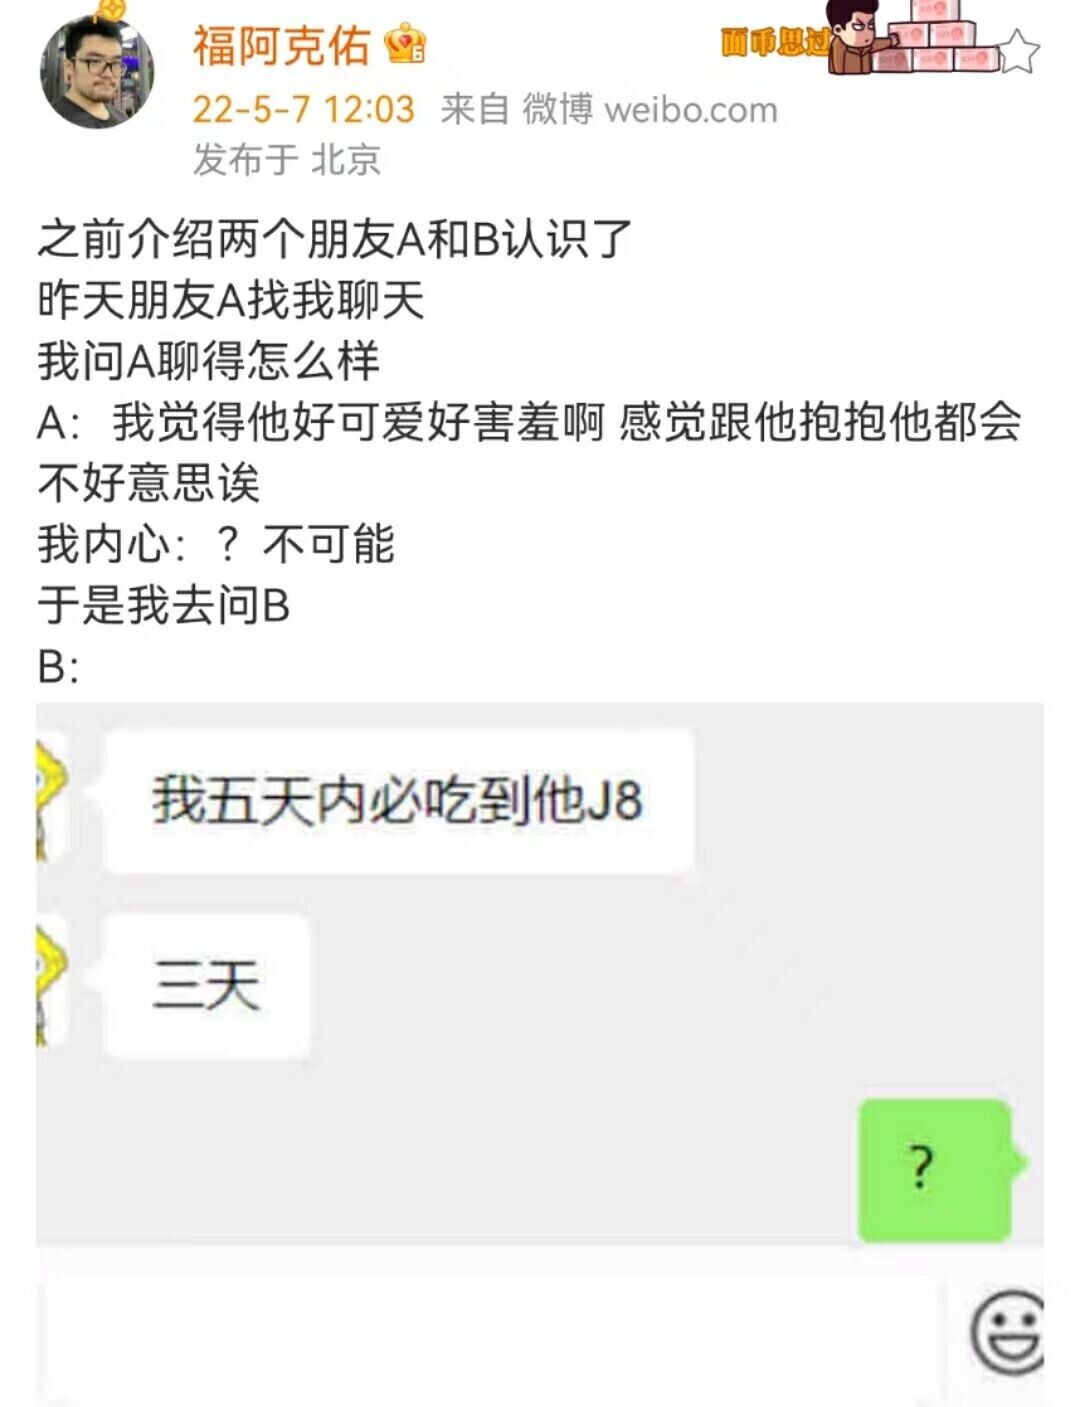 福阿克佑
面币思过
22-5-7 12:03 来自 微博 weibo.com
发布于 北京
之前介绍两个朋友A和B认识了
昨天朋友A找我聊天
我问A聊得怎么样
A：我觉得他好可爱好害羞啊 感觉跟他抱抱他都会
不好意思诶
我内心：？不可能
于是我去问B
B:
我五天内必吃到他J8
三天
?